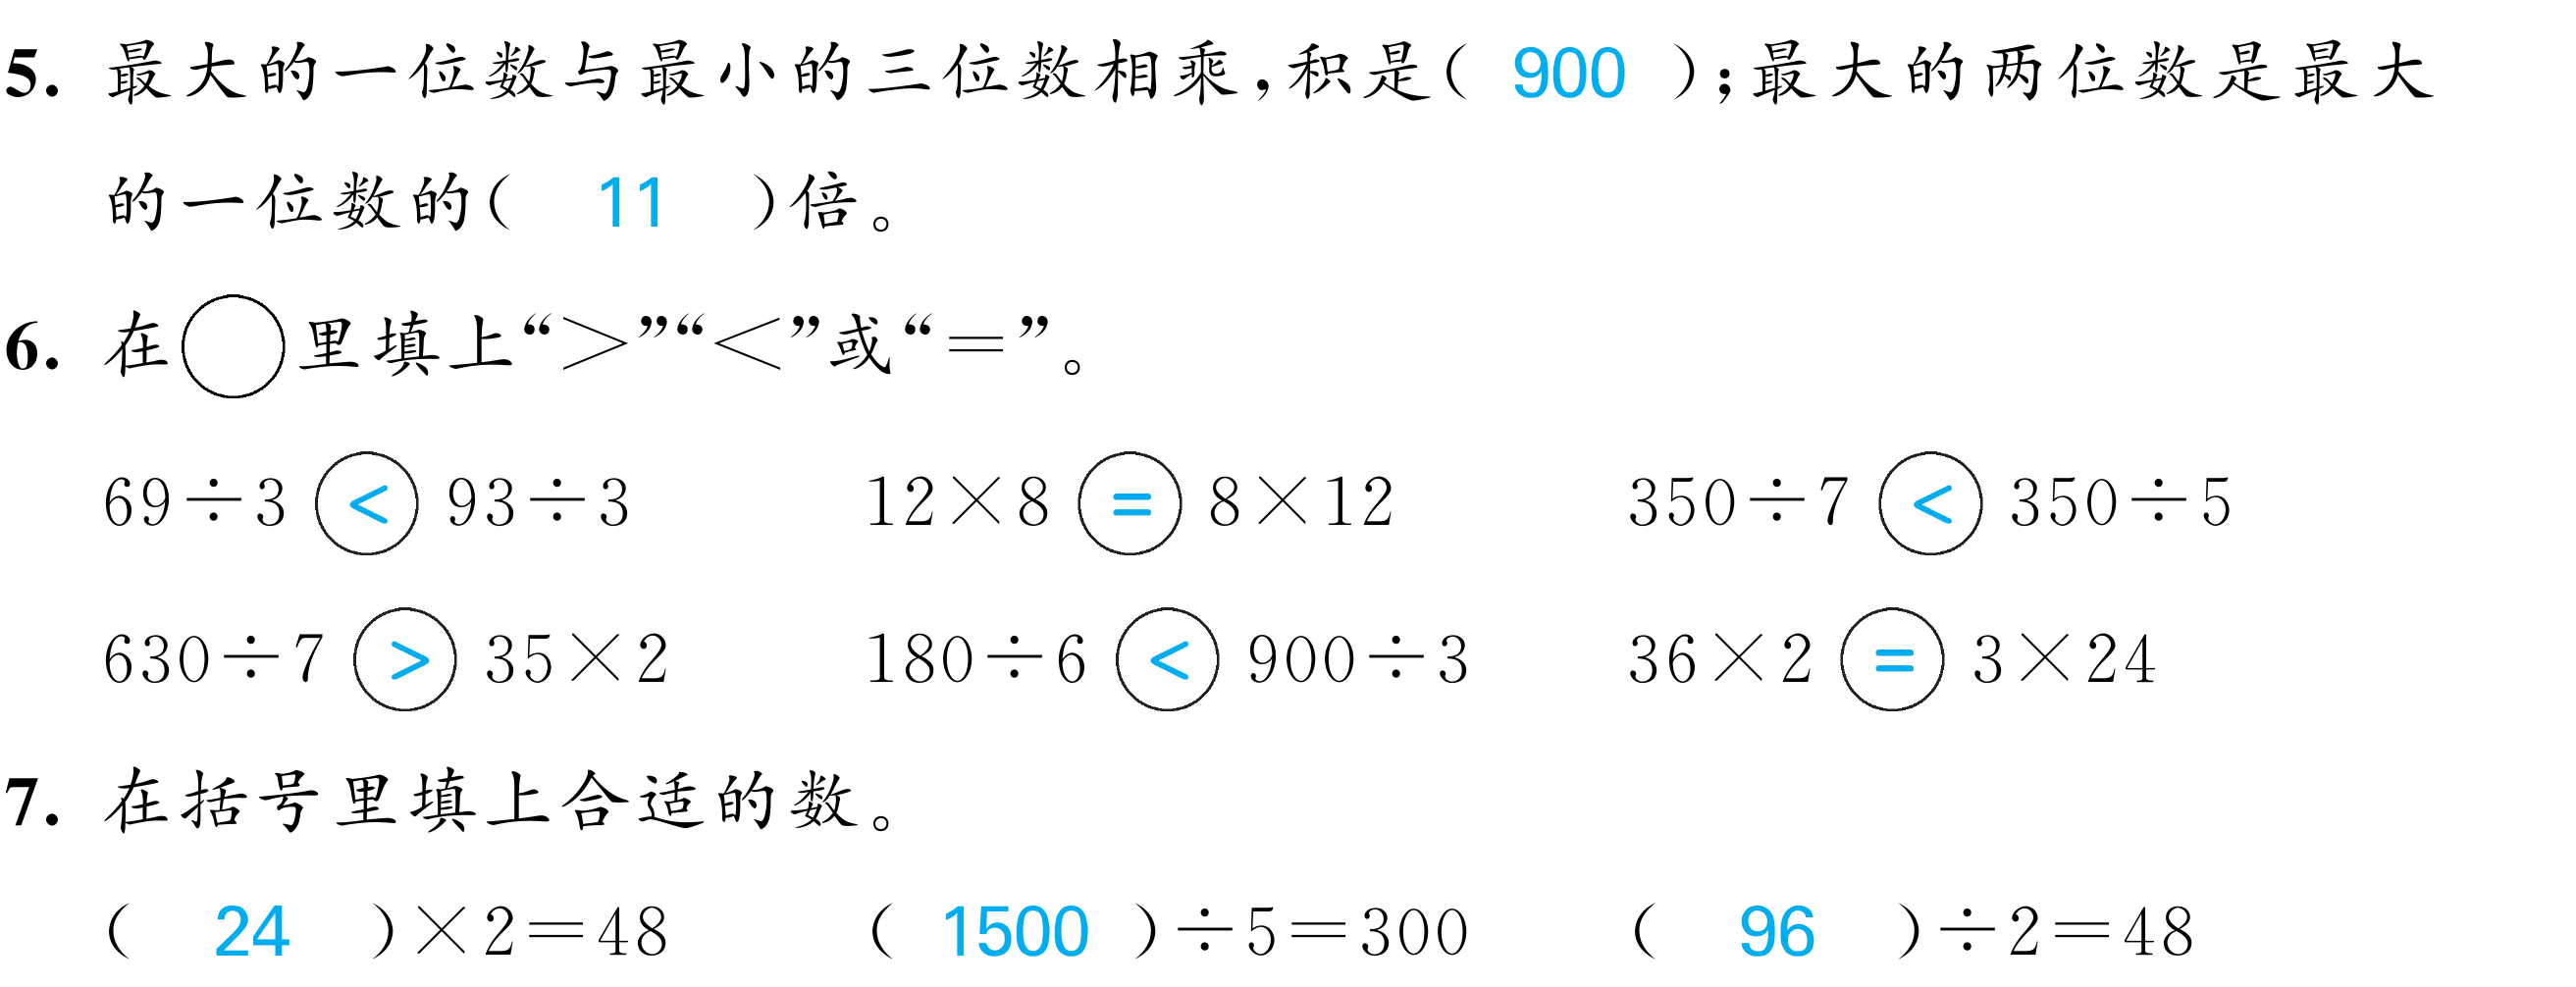 5. 最大的一位数与最小的三位数相乘,积是( 900 );最大的两位数是最大
的一位数的( 11 )倍。
6. 在○里填上“>”“<”或“=”。
69÷3 < 93÷3 12×8 = 8×12 350÷7 < 350÷5
630÷7 > 35×2 180÷6 < 900÷3 36×2 = 3×24
7. 在括号里填上合适的数。
( 24 )×2=48 ( 1500 )÷5=300 ( 96 )÷2=48